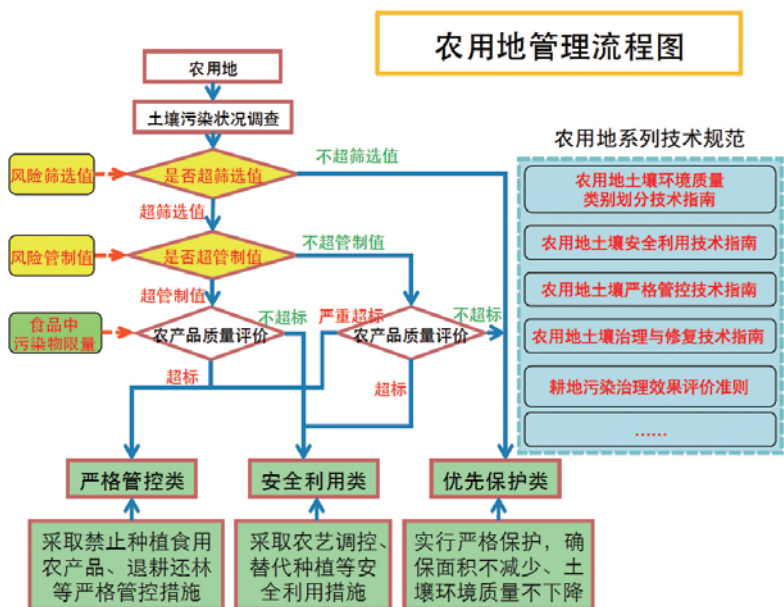 农用地管理流程图
农用地
土壤污染状况调查
风险筛选值
是否超筛选值
不超筛选值
超筛选值
风险管制值
是否超管制值
不超管制值
超管制值
食品中
污染物限量
农产品质量评价
不超标
严重超标
农产品质量评价
不超标
超标
超标
严格管控类
安全利用类
优先保护类
采取禁止种植食用
农产品、退耕还林
等严格管控措施
采取农艺调控、
替代种植等安
全利用措施
实行严格保护，确
保面积不减少、土
壤环境质量不下降
农用地系列技术规范
农用地土壤环境质量
类别划分技术指南
农用地土壤安全利用技术指南
农用地土壤严格管控技术指南
农用地土壤治理与修复技术指南
耕地污染治理效果评价准则
……